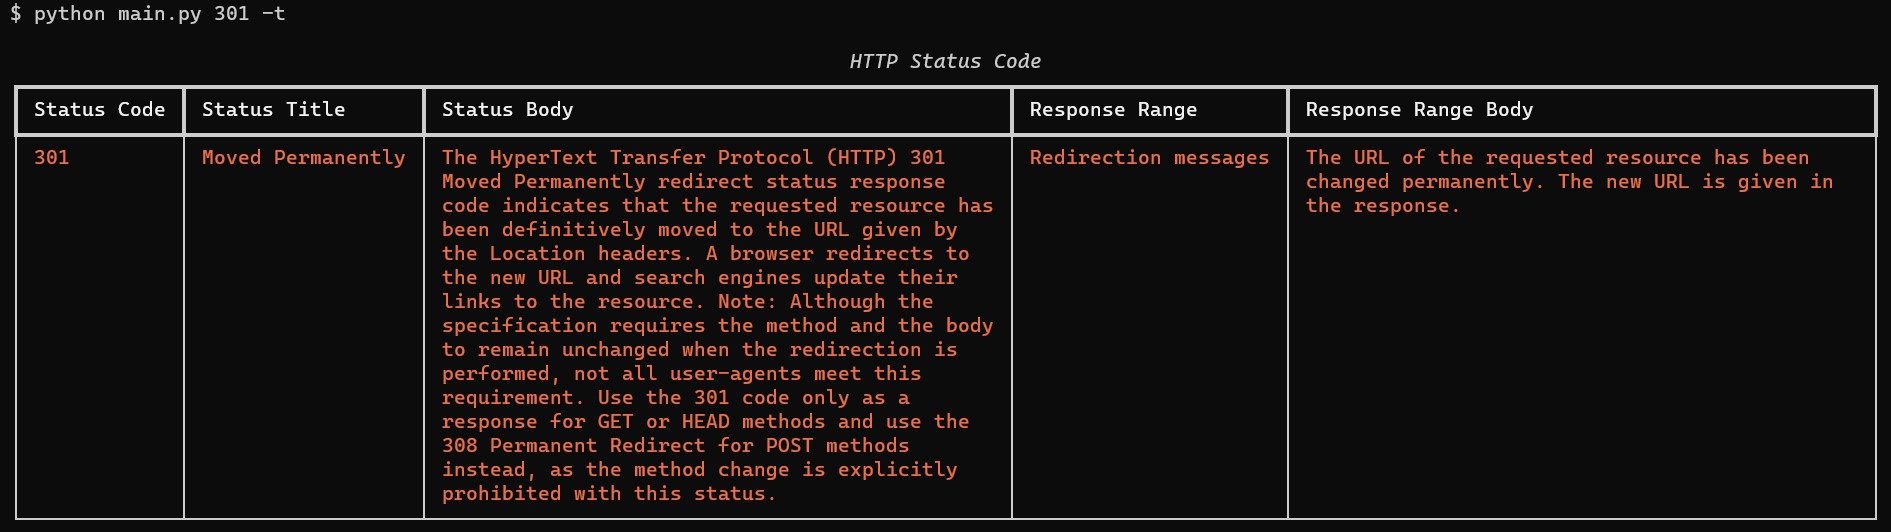 $ python main.py 301 -t
HTTP Status Code
Status Code Status Title Status Body Response Range Response Range Body
301 Moved Permanently The HyperText Transfer Protocol (HTTP) 301 Redirection messages The URL of the requested resource has been
Moved Permanently redirect status response changed permanently. The new URL is given in
code indicates that the requested resource has the response.
been definitively moved to the URL given by
the Location headers. A browser redirects to
the new URL and search engines update their
links to the resource. Note: Although the
specification requires the method and the body
to remain unchanged when the redirection is
performed, not all user-agents meet this
requirement. Use the 301 code only as a
response for GET or HEAD methods and use the
308 Permanent Redirect for POST methods
instead, as the method change is explicitly
prohibited with this status.